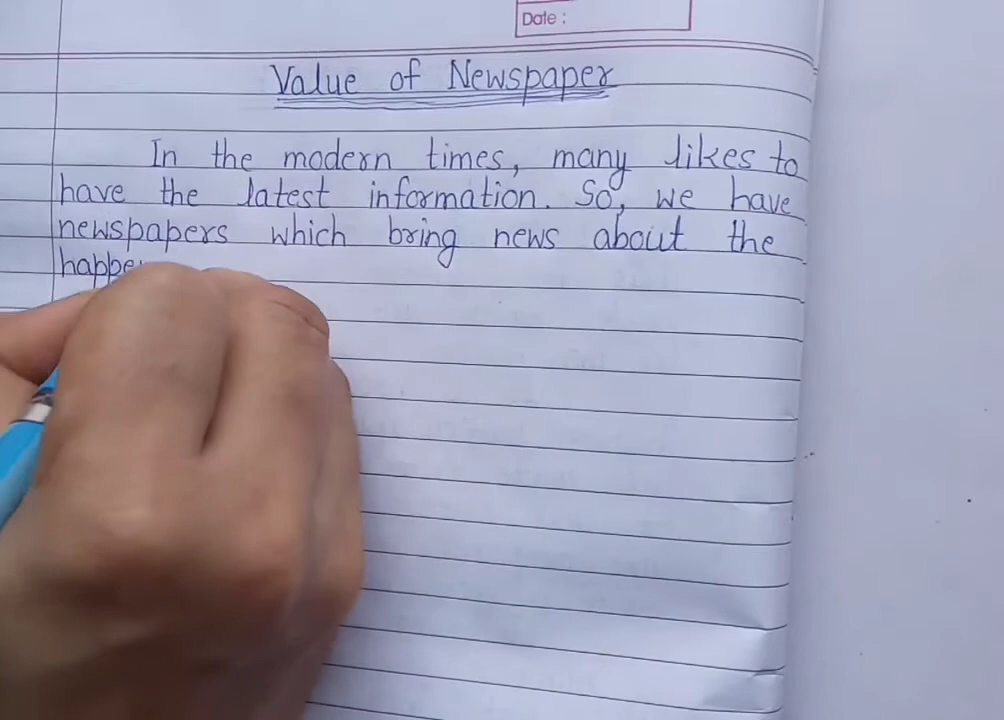 Date :
Value of Newspaper
In the modern times, many likes to
have the latest information. So, we have
newspapers which bring news about the